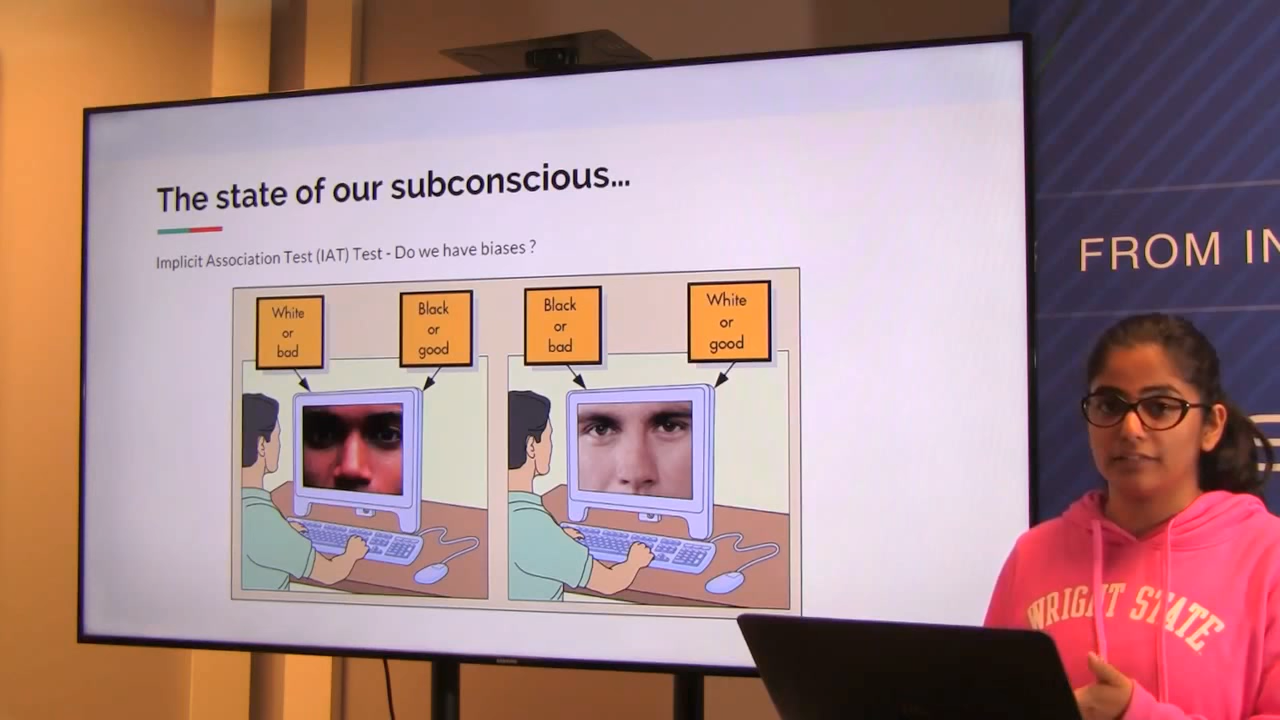 The state of our subconscious...
Implicit Association Test (IAT) Test - Do we have biases ?
White
or
bad
Black
or
good
Black
or
bad
White
or
good
FROM IN
WRIGHT STATE